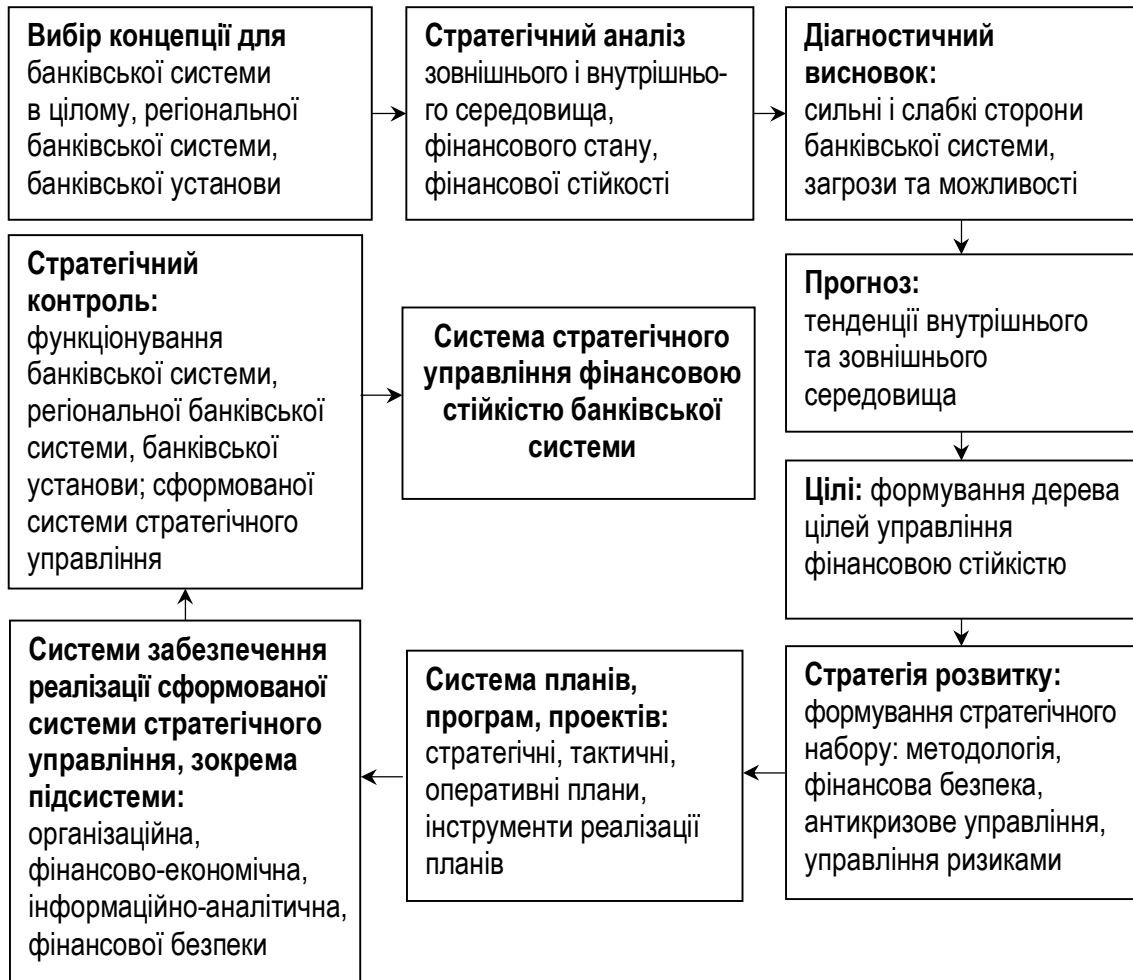 Вибір концепції для
банківської системи
в цілому, регіональної
банківської системи,
банківської установи
Стратегічний аналіз
зовнішнього і внутрішньо-
го середовища,
фінансового стану,
фінансової стійкості
Діагностичний
висновок:
сильні і слабкі сторони
банківської системи,
загрози та можливості
Прогноз:
тенденції внутрішнього
та зовнішнього
середовища
Цілі: формування дерева
цілей управління
фінансовою стійкістю
Стратегія розвитку:
формування стратегічного
набору: методологія,
фінансова безпека,
антикризове управління,
управління ризиками
Система планів,
програм, проектів:
стратегічні, тактичні,
оперативні плани,
інструменти реалізації
планів
Системи забезпечення
реалізації сформованої
системи стратегічного
управління, зокрема
підсистеми:
організаційна,
фінансово-економічна,
інформаційно-аналітична,
фінансової безпеки
Стратегічний
контроль:
функціонування
банківської системи,
регіональної банківської
системи, банківської
установи; сформованої
системи стратегічного
управління
Система стратегічного
управління фінансовою
стійкістю банківської
системи